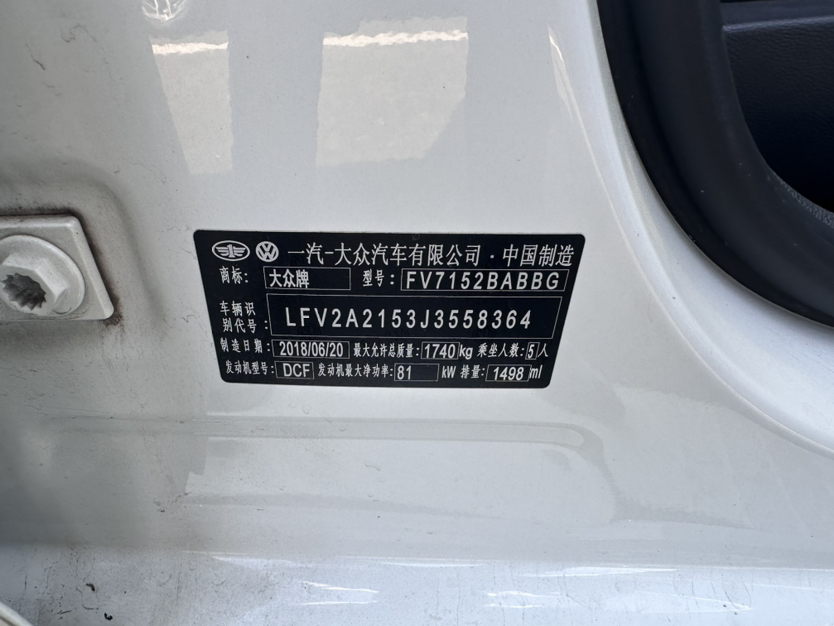 一汽-大众汽车有限公司·中国制造
商标: 大众牌 型号: FV7152BABBG
车辆识别代号: LFV2A2153J3558364
制造日期: 2018/06/20 最大允许总质量: 1740 kg 乘坐人数: 5 人
发动机型号: DCF 发动机最大净功率: 81 kW 排量: 1498 ml